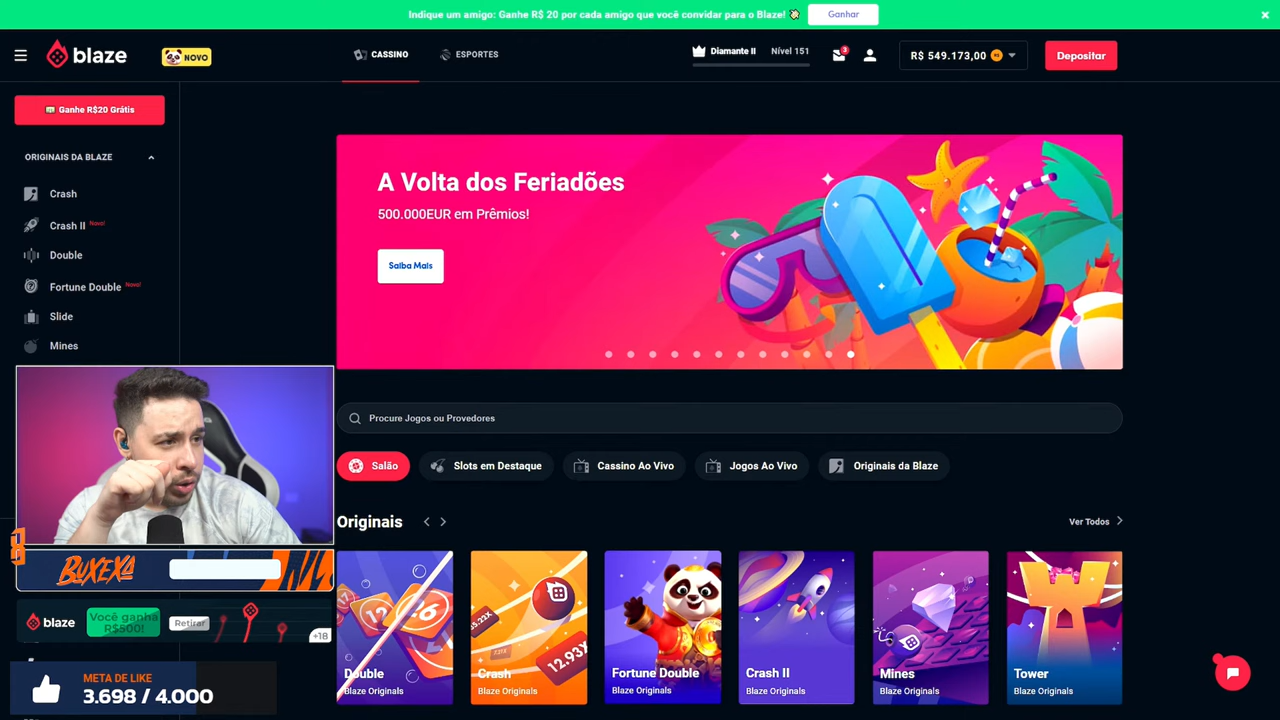 Indique um amigo: Ganhe R$ 20 por cada amigo que você convidar para o Blaze!
Ganhar
blaze
NOVO
CASSINO
ESPORTES
Diamante II
Nível 151
3
R$ 549.173,00
R$
Depositar
Ganhe R$20 Grátis
ORIGINAIS DA BLAZE
Crash
Crash II Novo!
Double
Fortune Double Novo!
Slide
Mines
A Volta dos Feriadões
500.000EUR em Prêmios!
Saiba Mais
Procure Jogos ou Provedores
Salão
Slots em Destaque
Cassino Ao Vivo
Jogos Ao Vivo
Originais da Blaze
Originais
Ver Todos
Double
Blaze Originals
Crash
Blaze Originals
12.93X
Fortune Double
Blaze Originals
Crash II
Blaze Originals
Mines
Blaze Originals
Tower
Blaze Originals
BUXEXA
blaze
Você ganha
R$500!
Retirar
+18
META DE LIKE
3.698 / 4.000